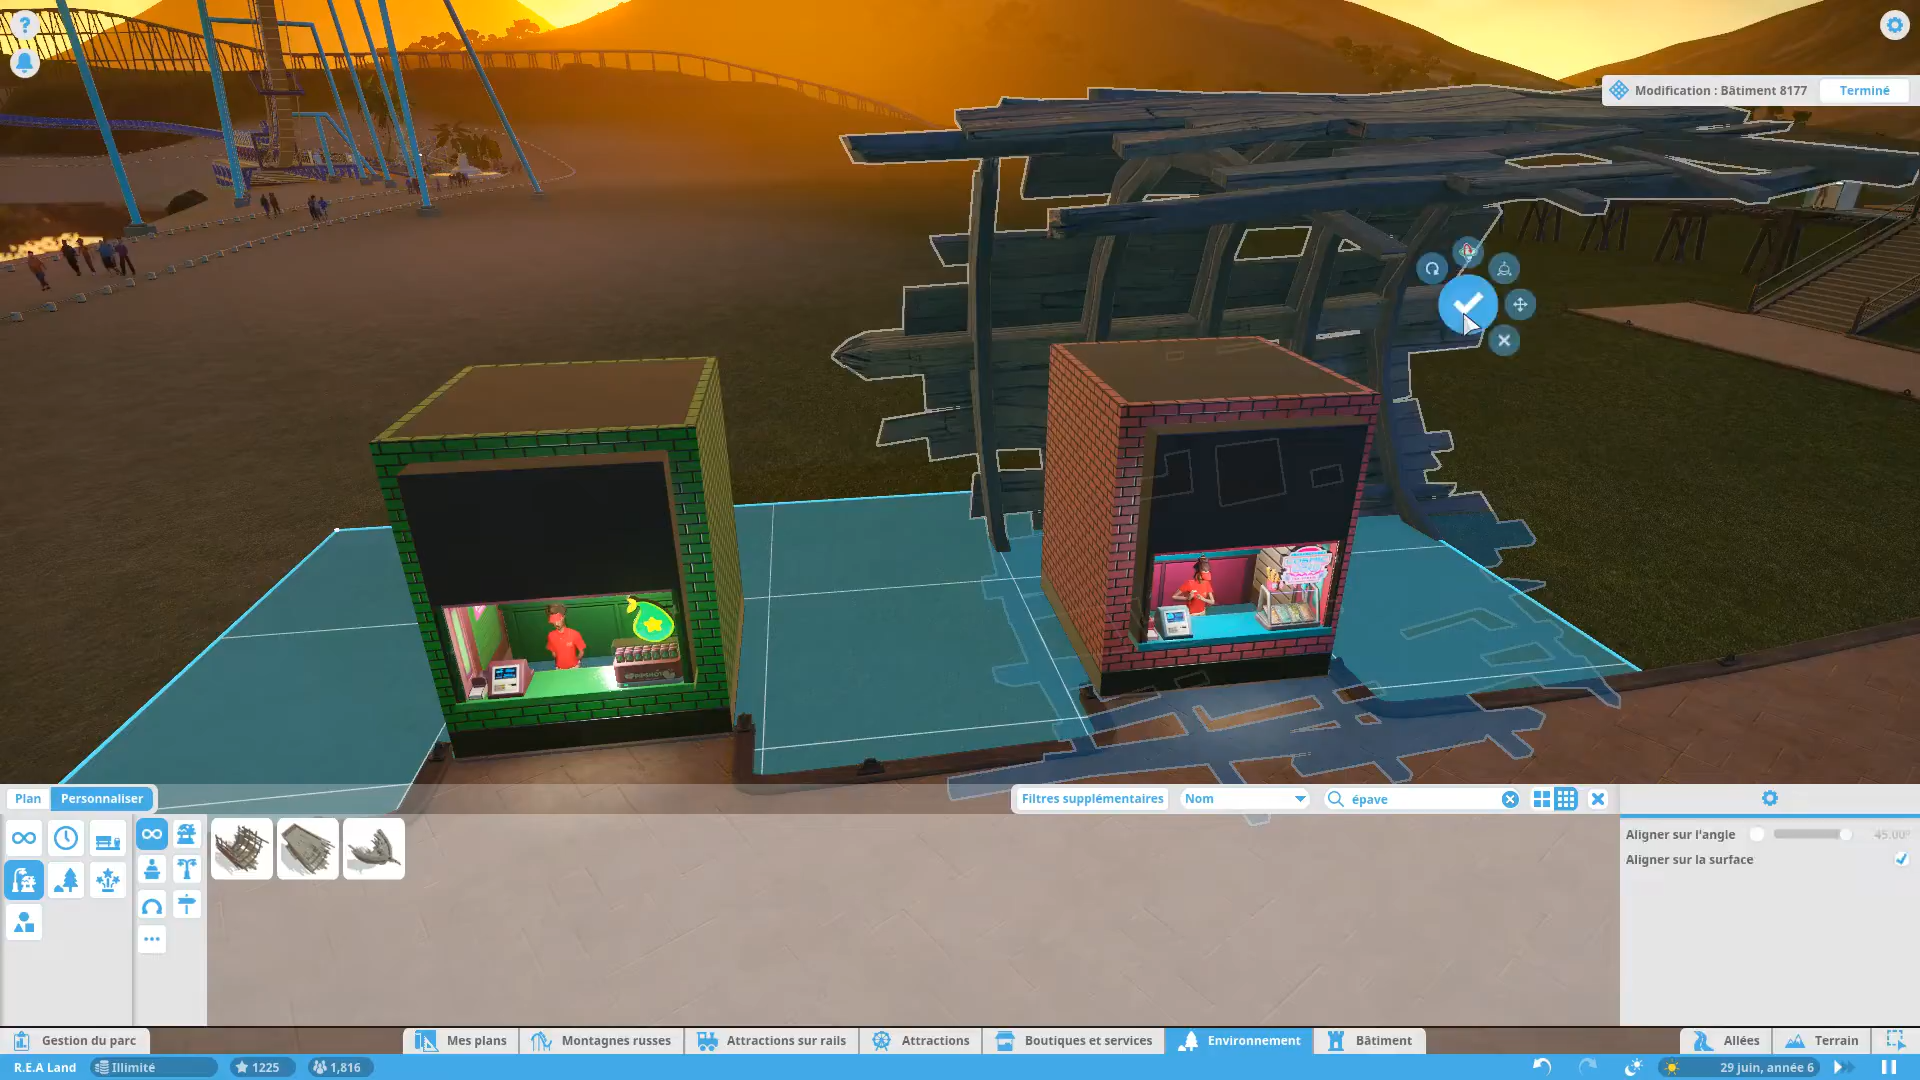 ?
Modification : Bâtiment 8177
Terminé
Plan
Personnaliser
Filtres supplémentaires
Nom
épave
Aligner sur l'angle
45.00°
Aligner sur la surface
Gestion du parc
Mes plans
Montagnes russes
Attractions sur rails
Attractions
Boutiques et services
Environnement
Bâtiment
Allées
Terrain
R.E.A Land
Illimité
1225
1,816
29 juin, année 6